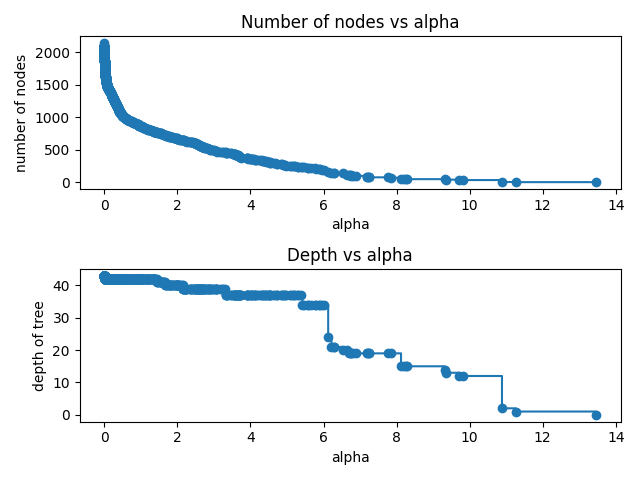 Number of nodes vs alpha
2000
1500
1000
500
0
number of nodes
0 2 4 6 8 10 12 14
alpha
Depth vs alpha
40
30
20
10
0
depth of tree
0 2 4 6 8 10 12 14
alpha